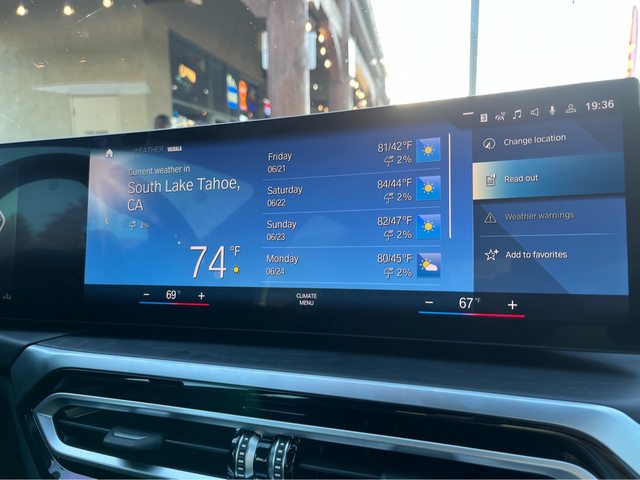 19:36
WEATHER VAISALA
Current weather in
South Lake Tahoe,
CA
2%
74°F
Friday 81/42°F
06/21 2%
Saturday 84/44°F
06/22 2%
Sunday 82/47°F
06/23 2%
Monday 80/45°F
06/24 2%
Change location
Read out
Weather warnings
Add to favorites
− 69°F +
CLIMATE
MENU
− 67°F +